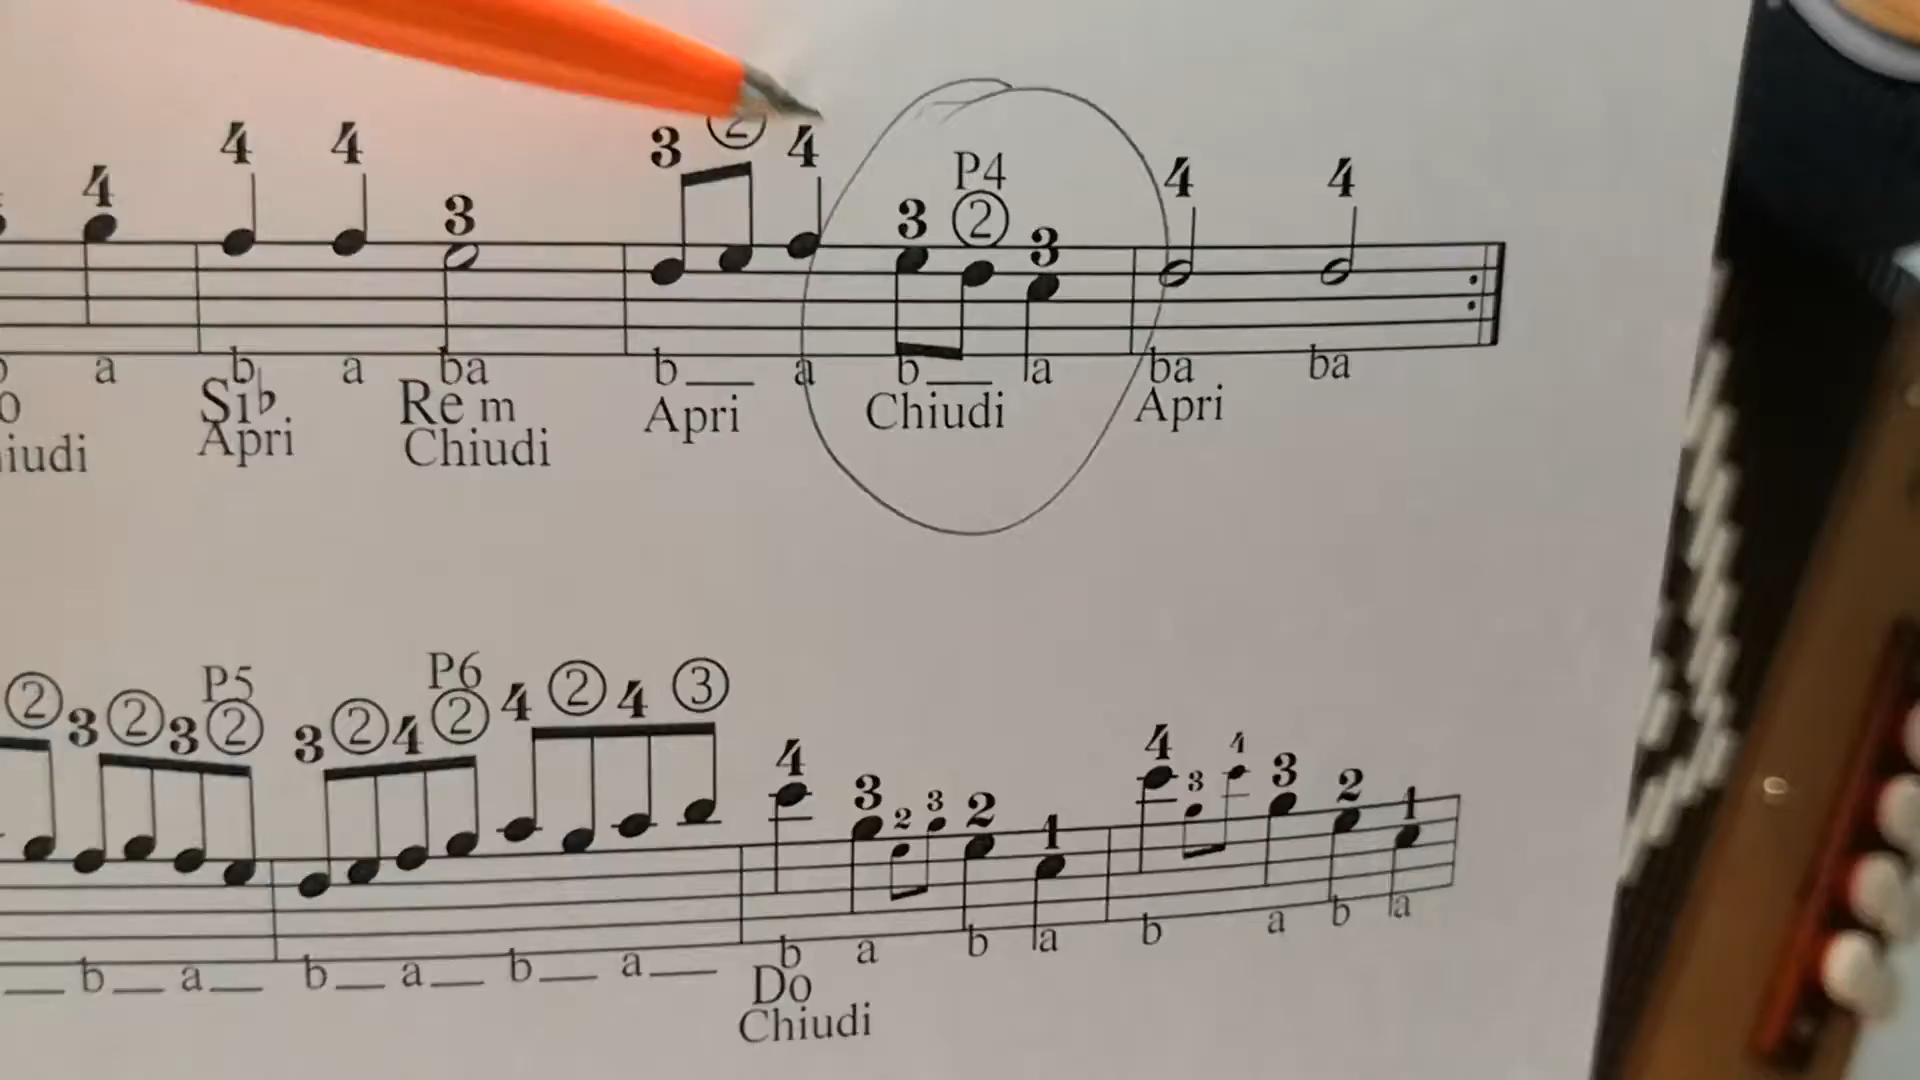 4 4 4 3 3 ② 4 3 P4 ② 3 4 4
a b a ba b a b a ba ba
Si♭ Re m
iudi Apri Chiudi Apri Chiudi Apri
② 3 ② 3 P5 ② 3 ② 4 P6 ② 4 ② 4 ③ 4 3 2 3 2 1 4 3 4 3 2 1
b a b a b a b a b a b a b a
Do
Chiudi